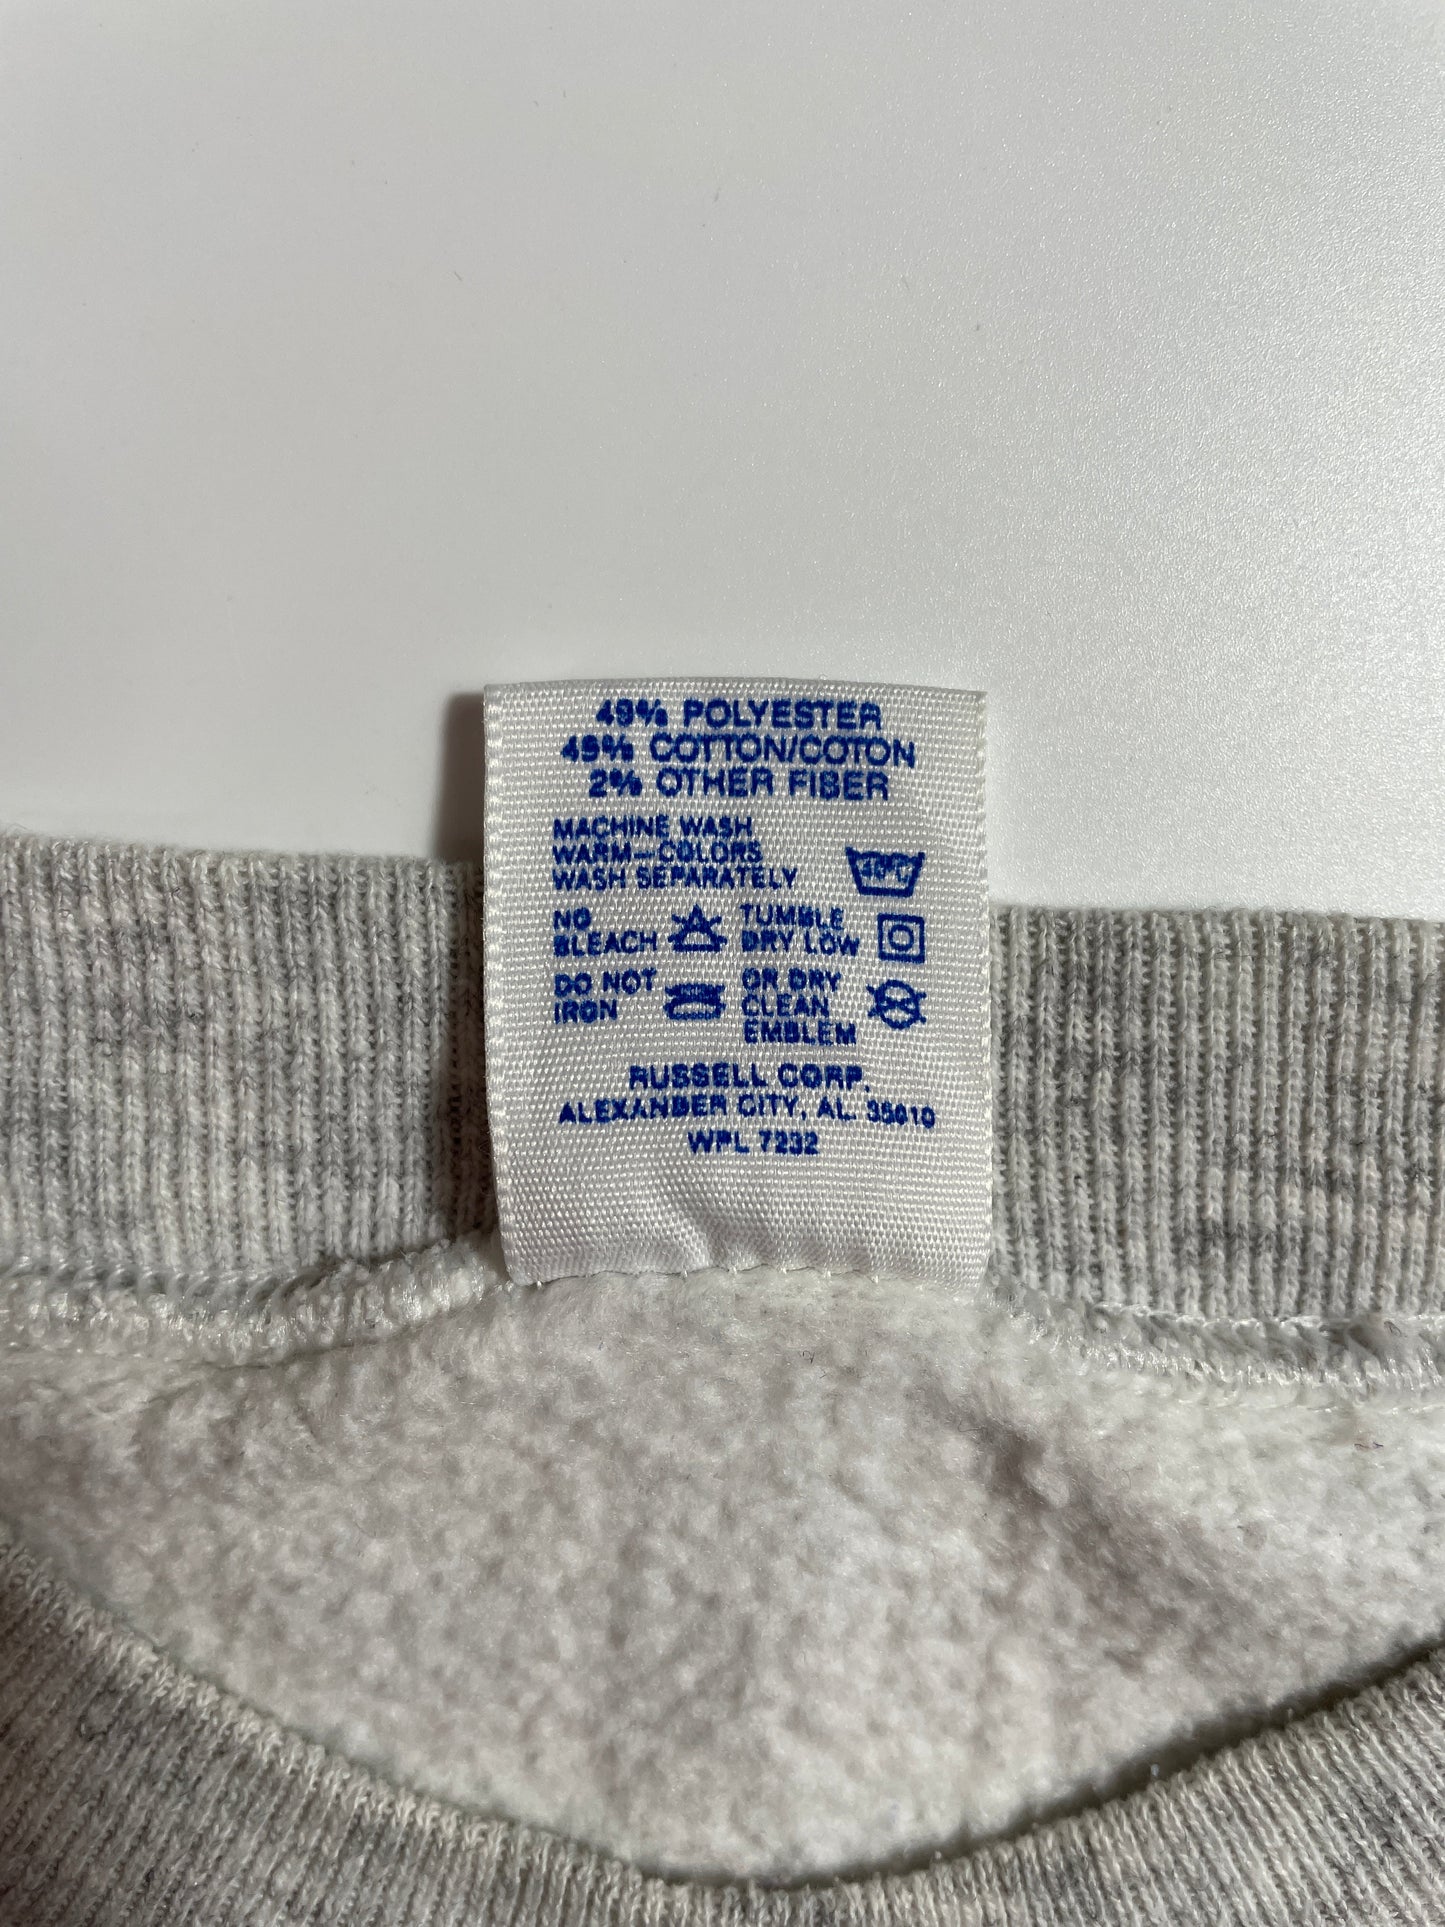 49% POLYESTER
49% COTTON/COTON
2% OTHER FIBER
MACHINE WASH
WARM-COLORS
WASH SEPARATELY
40°C
NO
BLEACH
TUMBLE
DRY LOW
DO NOT
IRON
OR DRY
CLEAN
EMBLEM
RUSSELL CORP.
ALEXANDER CITY, AL. 35010
WPL 7232